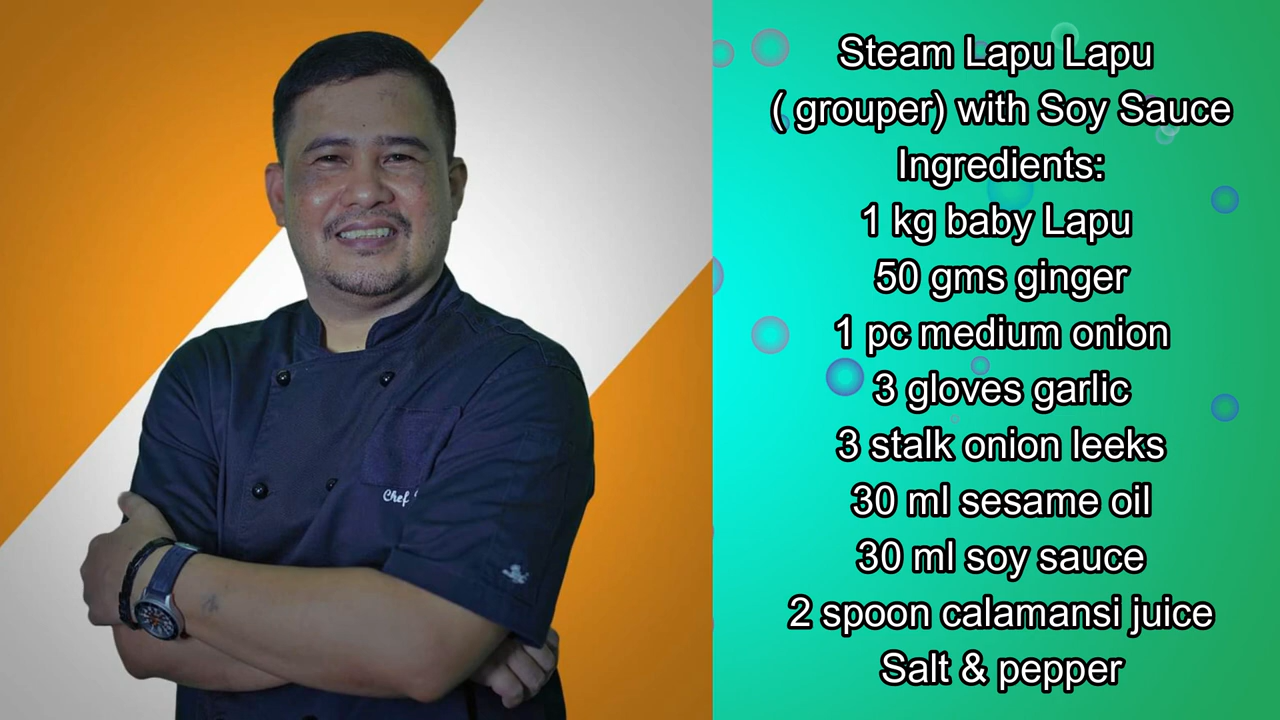 Steam Lapu Lapu
( grouper) with Soy Sauce
Ingredients:
1 kg baby Lapu
50 gms ginger
1 pc medium onion
3 gloves garlic
3 stalk onion leeks
30 ml sesame oil
30 ml soy sauce
2 spoon calamansi juice
Salt & pepper
Chef